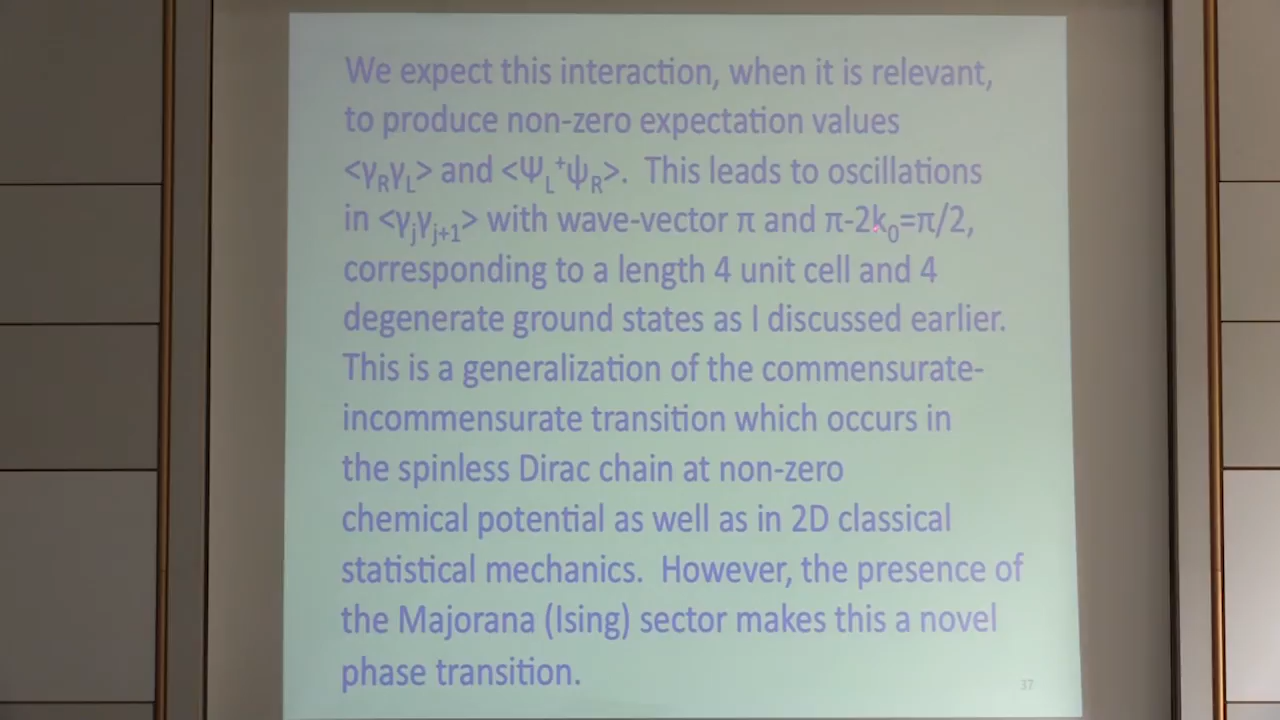 We expect this interaction, when it is relevant,
to produce non-zero expectation values
<γRγL> and <ΨL⁺ψR>.  This leads to oscillations
in <γjγj+1> with wave-vector π and π-2k₀=π/2,
corresponding to a length 4 unit cell and 4
degenerate ground states as I discussed earlier.
This is a generalization of the commensurate-
incommensurate transition which occurs in
the spinless Dirac chain at non-zero
chemical potential as well as in 2D classical
statistical mechanics.  However, the presence of
the Majorana (Ising) sector makes this a novel
phase transition.
37